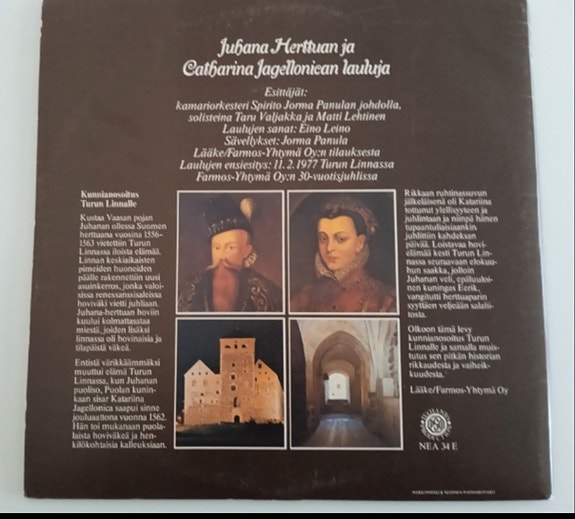 Juhana Herttuan ja
Catharina Jagellonican lauluja
Esittäjät:
kamariorkesteri Spirito Jorma Panulan johdolla,
solisteina Taru Valjakka ja Matti Lehtinen
Laulujen sanat: Eino Leino
Sävellykset: Jorma Panula
Lääke/Farmos-Yhtymä Oy:n tilauksesta
Laulujen ensiesitys: 11.2.1977 Turun Linnassa
Farmos-Yhtymä Oy:n 30-vuotisjuhlissa
Kunnianosoitus
Turun Linnalle
Kustaa Vaasan pojan
Juhanan ollessa Suomen
herttuana vuosina 1556-
1563 vietettiin Turun
Linnassa iloista elämää.
Linnan keskiaikaisten
pimeiden huoneiden
päälle rakennettiin uusi
asuinkerros, jonka valoi-
sissa renessanssisaleissa
hoviväki vietti juhliaan.
Juhana-herttuan hoviin
kuului kolmattasataa
miestä, joiden lisäksi
linnassa oli hovinaisia ja
tilapäistä väkeä.
Entistä värikkäämmäksi
muuttui elämä Turun
Linnassa, kun Juhanan
puoliso, Puolan kunin-
kaan sisar Katariina
Jagellonica saapui sinne
jouluaattona vuonna 1562.
Hän toi mukanaan puola-
laista hoviväkeä ja hen-
kilökohtaisia kalleuksiaan.
Rikkaan ruhtinassuvun
jälkeläisenä oli Katariina
tottunut ylellisyyteen ja
juhlintaan ja niinpä hänen
tupaantuliaisiaankin
juhlittiin kahdeksan
päivää. Loistavaa hovi-
elämää kesti Turun Lin-
nassa seuraavaan elokuu-
hun saakka, jolloin
Juhanan veli, epäluuloi-
nen kuningas Eerik,
vangitutti herttuaparin
syyttäen veljeään salalii-
tosta.
Olkoon tämä levy
kunnianosoitus Turun
Linnalle ja samalla muis-
tutus sen pitkän historian
rikkaudesta ja vaiheik-
kuudesta.
Lääke/Farmos-Yhtymä Oy
NEA 34 E